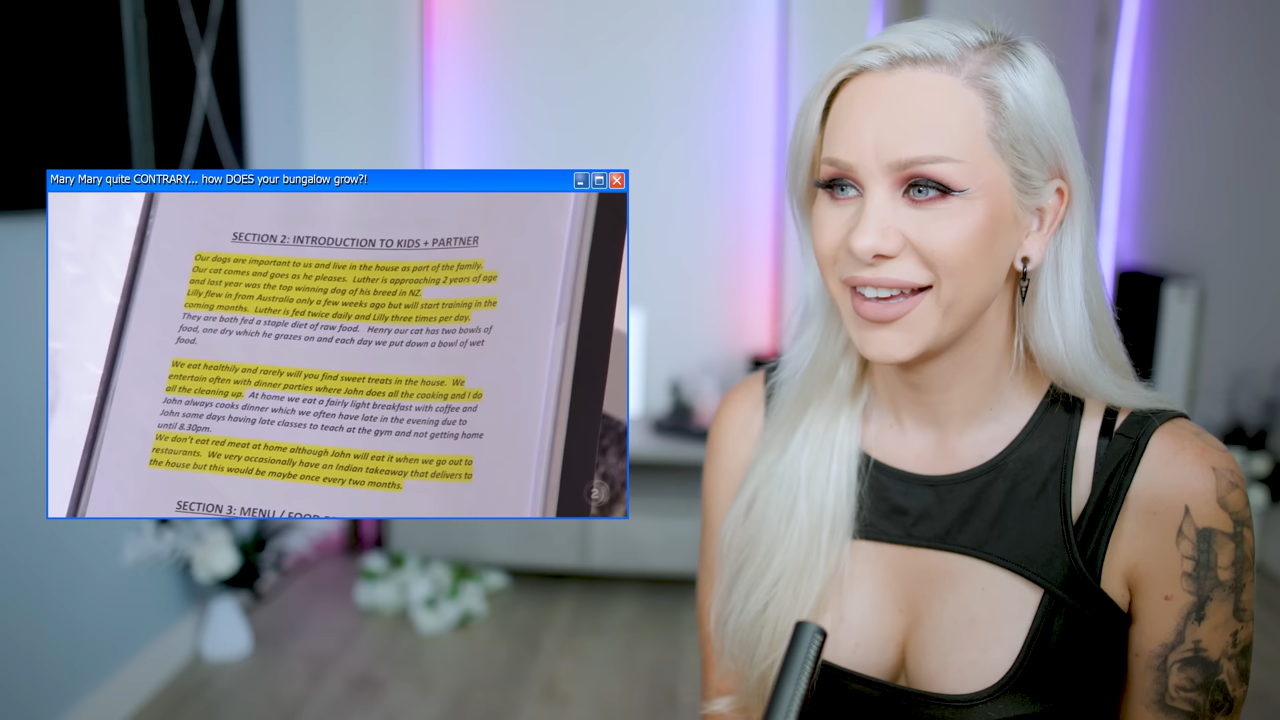 Mary Mary quite CONTRARY... how DOES your bungalow grow?!
SECTION 2: INTRODUCTION TO KIDS + PARTNER
Our dogs are important to us and live in the house as part of the family.
Our cat comes and goes as he pleases. Luther is approaching 2 years of age
and last year was the top winning dog of his breed in NZ.
Lilly flew in from Australia only a few weeks ago but will start training in the
coming months. Luther is fed twice daily and Lilly three times per day.
They are both fed a staple diet of raw food. Henry our cat has two bowls of
food, one dry which he grazes on and each day we put down a bowl of wet
food.
We eat healthily and rarely will you find sweet treats in the house. We
entertain often with dinner parties where John does all the cooking and I do
all the cleaning up. At home we eat a fairly light breakfast with coffee and
John always cooks dinner which we often have late in the evening due to
John some days having late classes to teach at the gym and not getting home
until 8.30pm.
We don't eat red meat at home although John will eat it when we go out to
restaurants. We very occasionally have an Indian takeaway that delivers to
the house but this would be maybe once every two months.
SECTION 3: MENU / FOOD
2